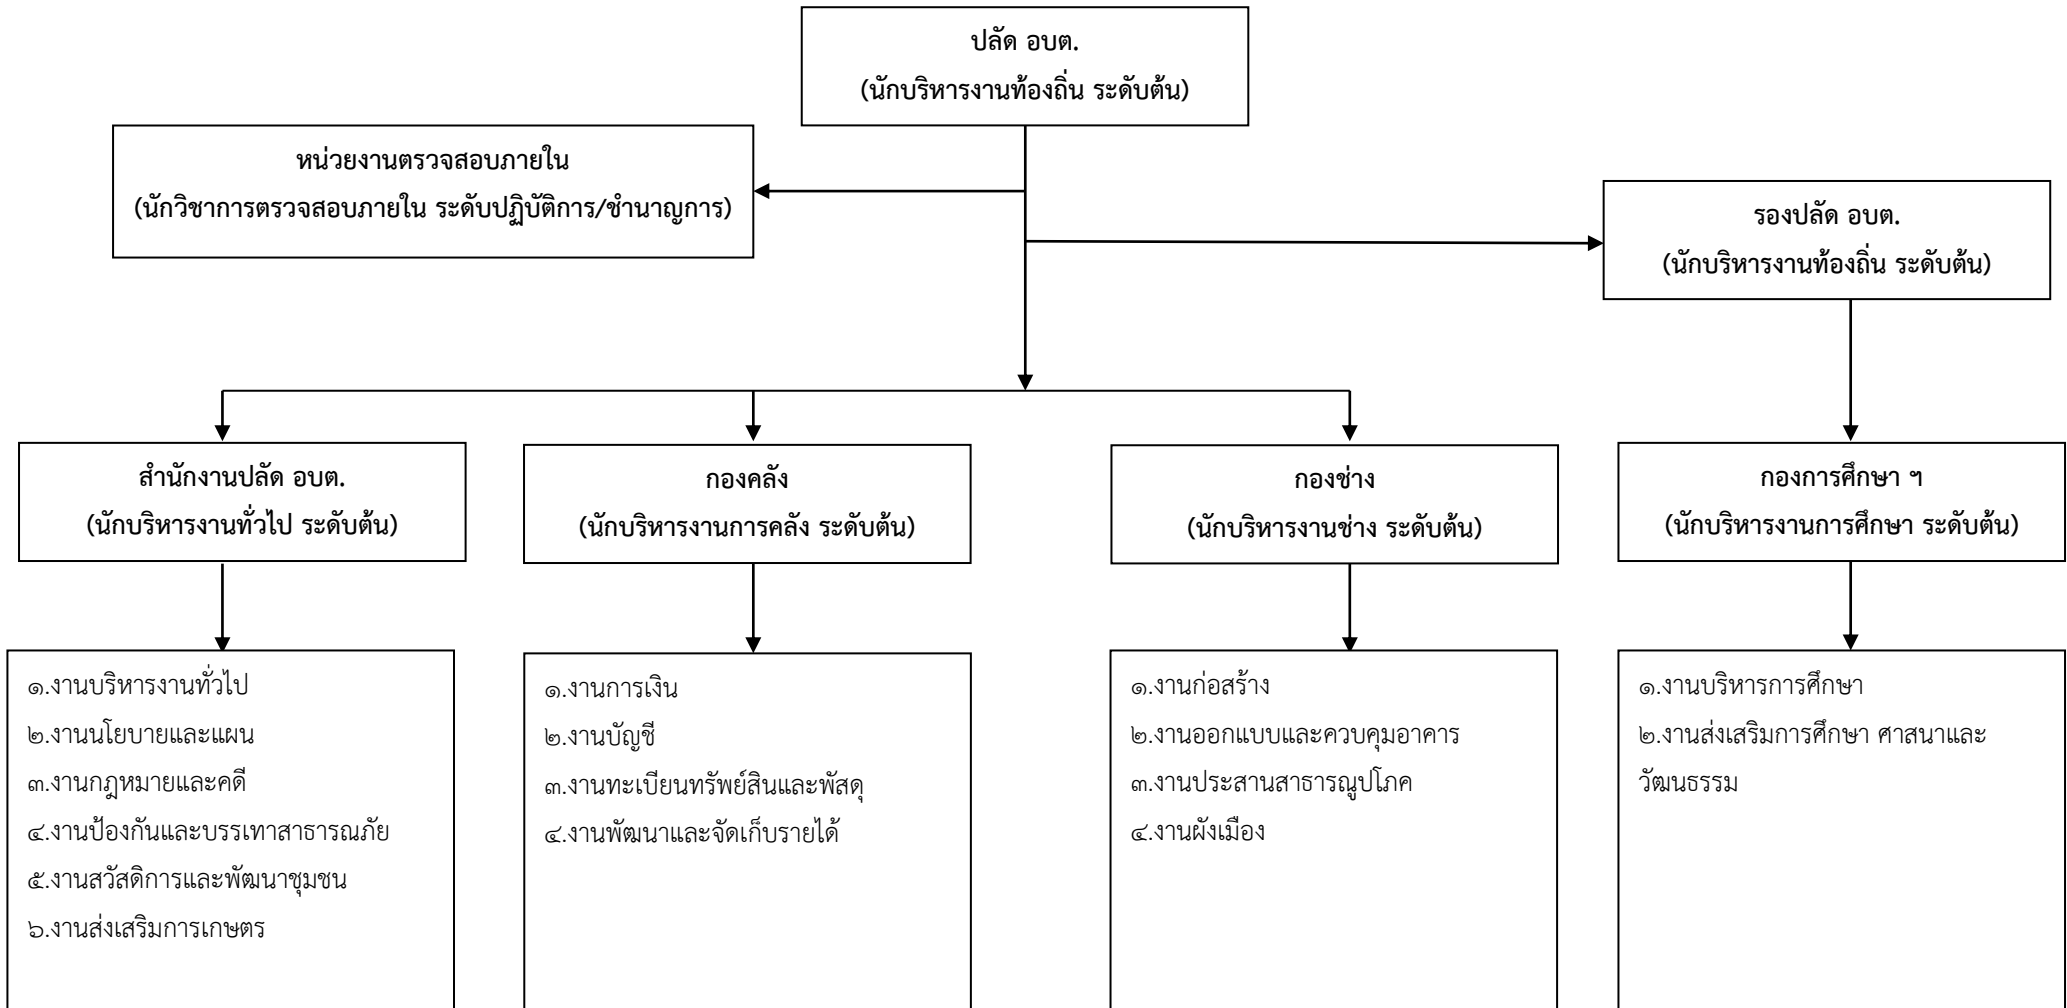 ปลัด อบต.
(นักบริหารงานท้องถิ่น ระดับต้น)
หน่วยงานตรวจสอบภายใน
(นักวิชาการตรวจสอบภายใน ระดับปฏิบัติการ/ชำนาญการ)
รองปลัด อบต.
(นักบริหารงานท้องถิ่น ระดับต้น)
สำนักงานปลัด อบต.
(นักบริหารงานทั่วไป ระดับต้น)
กองคลัง
(นักบริหารงานการคลัง ระดับต้น)
กองช่าง
(นักบริหารงานช่าง ระดับต้น)
กองการศึกษา ฯ
(นักบริหารงานการศึกษา ระดับต้น)
๑.งานบริหารงานทั่วไป
๒.งานนโยบายและแผน
๓.งานกฎหมายและคดี
๔.งานป้องกันและบรรเทาสาธารณภัย
๕.งานสวัสดิการและพัฒนาชุมชน
๖.งานส่งเสริมการเกษตร
๑.งานการเงิน
๒.งานบัญชี
๓.งานทะเบียนทรัพย์สินและพัสดุ
๔.งานพัฒนาและจัดเก็บรายได้
๑.งานก่อสร้าง
๒.งานออกแบบและควบคุมอาคาร
๓.งานประสานสาธารณูปโภค
๔.งานผังเมือง
๑.งานบริหารการศึกษา
๒.งานส่งเสริมการศึกษา ศาสนาและ
วัฒนธรรม